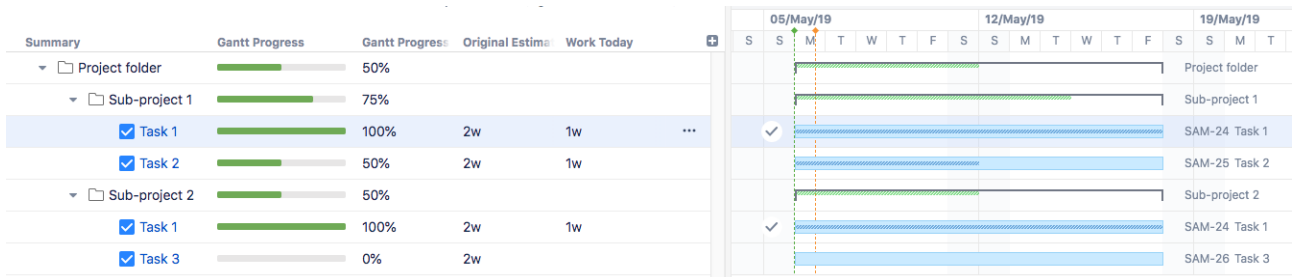 05/May/19 12/May/19 19/May/19
Summary Gantt Progress Gantt Progress Original Estima Work Today S S M T W T F S S M T W T F S S M T
Project folder 50% Project folder
Sub-project 1 75% Sub-project 1
Task 1 100% 2w 1w ... SAM-24 Task 1
Task 2 50% 2w 1w SAM-25 Task 2
Sub-project 2 50% Sub-project 2
Task 1 100% 2w 1w SAM-24 Task 1
Task 3 0% 2w SAM-26 Task 3